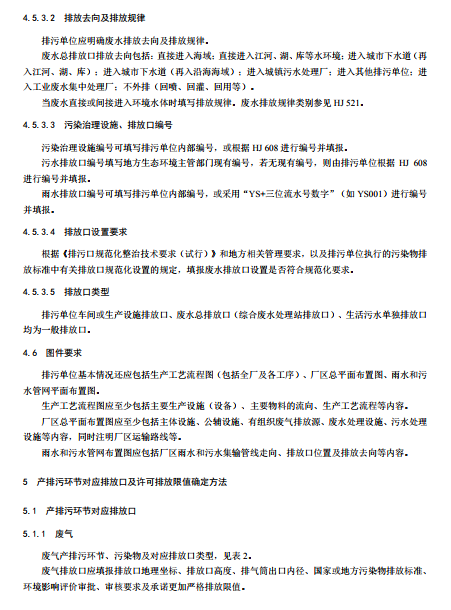 4.5.3.2 排放去向及排放规律
排污单位应明确废水排放去向及排放规律。
废水总排放口排放去向包括：直接进入海域；直接进入江河、湖、库等水环境；进入城市下水道（再
入江河、湖、库）；进入城市下水道（再入沿海海域）；进入城镇污水处理厂；进入其他排污单位；进
入工业废水集中处理厂；不外排（回喷、回灌、回用等）。
当废水直接或间接进入环境水体时填写排放规律。废水排放规律类别参见 HJ 521。
4.5.3.3 污染治理设施、排放口编号
污染治理设施编号可填写排污单位内部编号，或根据 HJ 608 进行编号并填报。
污水排放口编号填写地方生态环境主管部门现有编号，若无现有编号，则由排污单位根据 HJ 608
进行编号并填报。
雨水排放口编号可填写排污单位内部编号，或采用“YS+三位流水号数字”（如 YS001）进行编号
并填报。
4.5.3.4 排放口设置要求
根据《排污口规范化整治技术要求（试行）》和地方相关管理要求，以及排污单位执行的污染物排
放标准中有关排放口规范化设置的规定，填报废水排放口设置是否符合规范化要求。
4.5.3.5 排放口类型
排污单位车间或生产设施排放口、废水总排放口（综合废水处理站排放口）、生活污水单独排放口
均为一般排放口。
4.6 图件要求
排污单位基本情况还应包括生产工艺流程图（包括全厂及各工序）、厂区总平面布置图、雨水和污
水管网平面布置图。
生产工艺流程图应至少包括主要生产设施（设备）、主要物料的流向、生产工艺流程等内容。
厂区总平面布置图应至少包括主体设施、公辅设施、有组织废气排放源、废水处理设施、污水处理
设施等内容，同时注明厂区运输路线等。
雨水和污水管网布置图应包括厂区雨水和污水集输管线走向、排放口位置及排放去向等内容。
5 产排污环节对应排放口及许可排放限值确定方法
5.1 产排污环节对应排放口
5.1.1 废气
废气产排污环节、污染物及对应排放口类型，见表 2。
废气排放口应填报排放口地理坐标、排放口高度、排气筒出口内径、国家或地方污染物排放标准、
环境影响评价审批、审核要求及承诺更加严格排放限值。